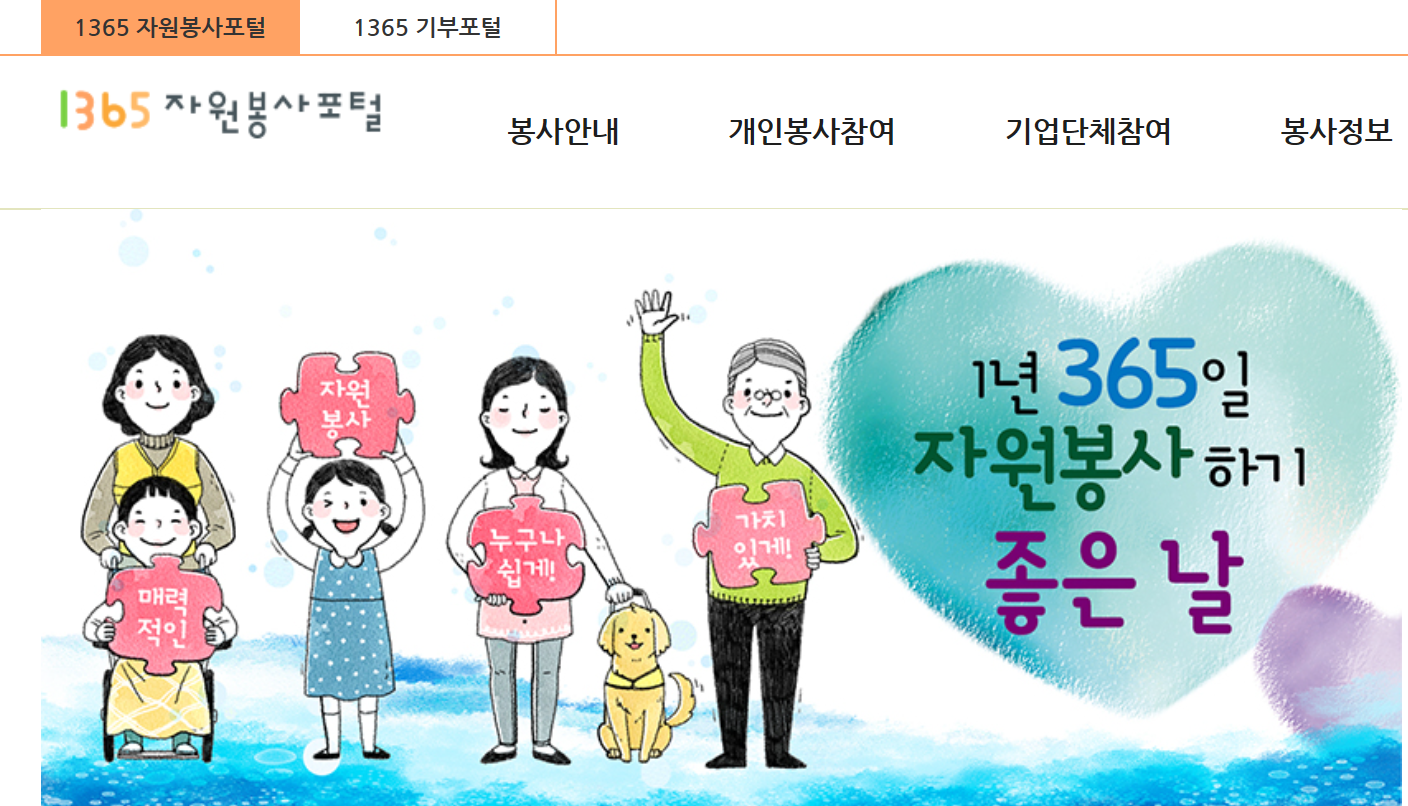 1365 자원봉사포털
1365 기부포털
1365 자원봉사포털
봉사안내
개인봉사참여
기업단체참여
봉사정보
매력
적인
자원
봉사
누구나
쉽게!
가치
있게!
1년 365일
자원봉사 하기
좋은 날